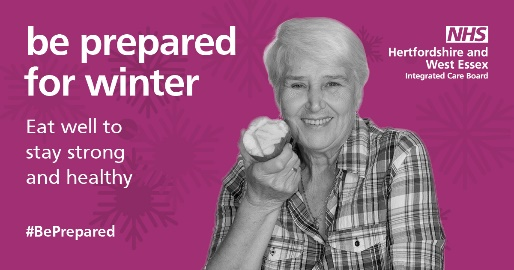 be prepared
for winter
Eat well to
stay strong
and healthy
#BePrepared
NHS
Hertfordshire and
West Essex
Integrated Care Board